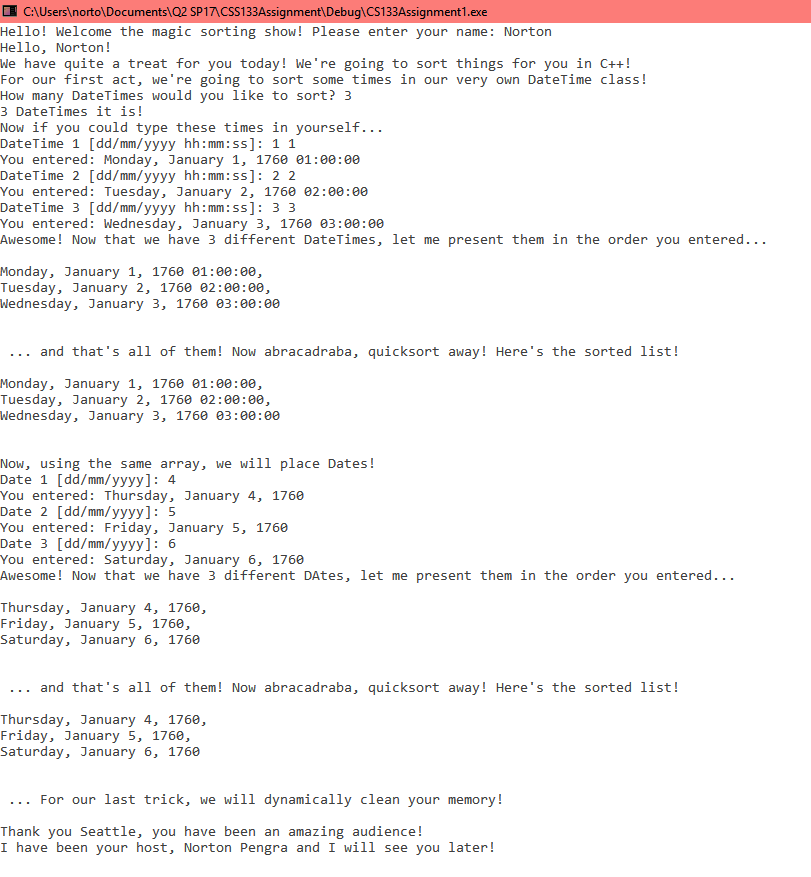 C:\Users\norto\Documents\Q2 SP17\CSS133Assignment\Debug\CS133Assignment1.exe
Hello! Welcome the magic sorting show! Please enter your name: Norton
Hello, Norton!
We have quite a treat for you today! We're going to sort things for you in C++!
For our first act, we're going to sort some times in our very own DateTime class!
How many DateTimes would you like to sort? 3
3 DateTimes it is!
Now if you could type these times in yourself...
DateTime 1 [dd/mm/yyyy hh:mm:ss]: 1 1
You entered: Monday, January 1, 1760 01:00:00
DateTime 2 [dd/mm/yyyy hh:mm:ss]: 2 2
You entered: Tuesday, January 2, 1760 02:00:00
DateTime 3 [dd/mm/yyyy hh:mm:ss]: 3 3
You entered: Wednesday, January 3, 1760 03:00:00
Awesome! Now that we have 3 different DateTimes, let me present them in the order you entered...
Monday, January 1, 1760 01:00:00,
Tuesday, January 2, 1760 02:00:00,
Wednesday, January 3, 1760 03:00:00
... and that's all of them! Now abracadraba, quicksort away! Here's the sorted list!
Monday, January 1, 1760 01:00:00,
Tuesday, January 2, 1760 02:00:00,
Wednesday, January 3, 1760 03:00:00
Now, using the same array, we will place Dates!
Date 1 [dd/mm/yyyy]: 4
You entered: Thursday, January 4, 1760
Date 2 [dd/mm/yyyy]: 5
You entered: Friday, January 5, 1760
Date 3 [dd/mm/yyyy]: 6
You entered: Saturday, January 6, 1760
Awesome! Now that we have 3 different DAtes, let me present them in the order you entered...
Thursday, January 4, 1760,
Friday, January 5, 1760,
Saturday, January 6, 1760
... and that's all of them! Now abracadraba, quicksort away! Here's the sorted list!
Thursday, January 4, 1760,
Friday, January 5, 1760,
Saturday, January 6, 1760
... For our last trick, we will dynamically clean your memory!
Thank you Seattle, you have been an amazing audience!
I have been your host, Norton Pengra and I will see you later!